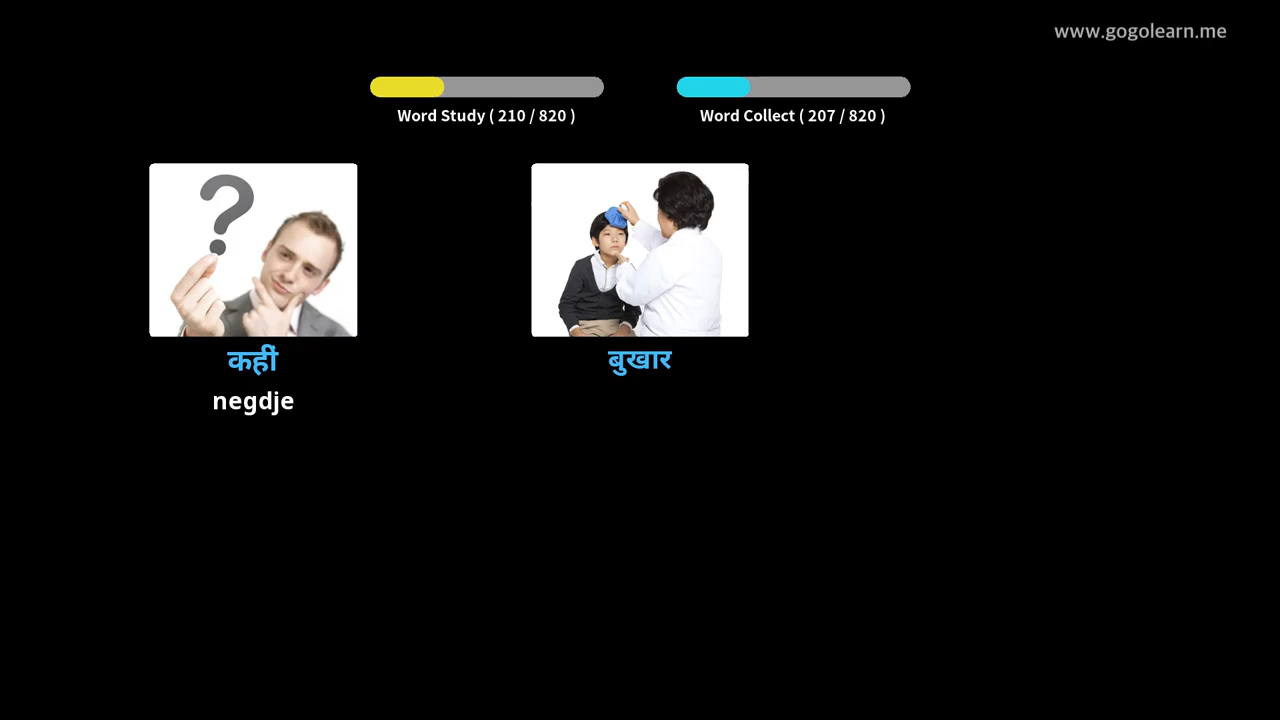 www.gogolearn.me
Word Study ( 210 / 820 )
Word Collect ( 207 / 820 )
कहीं
बुखार
negdje